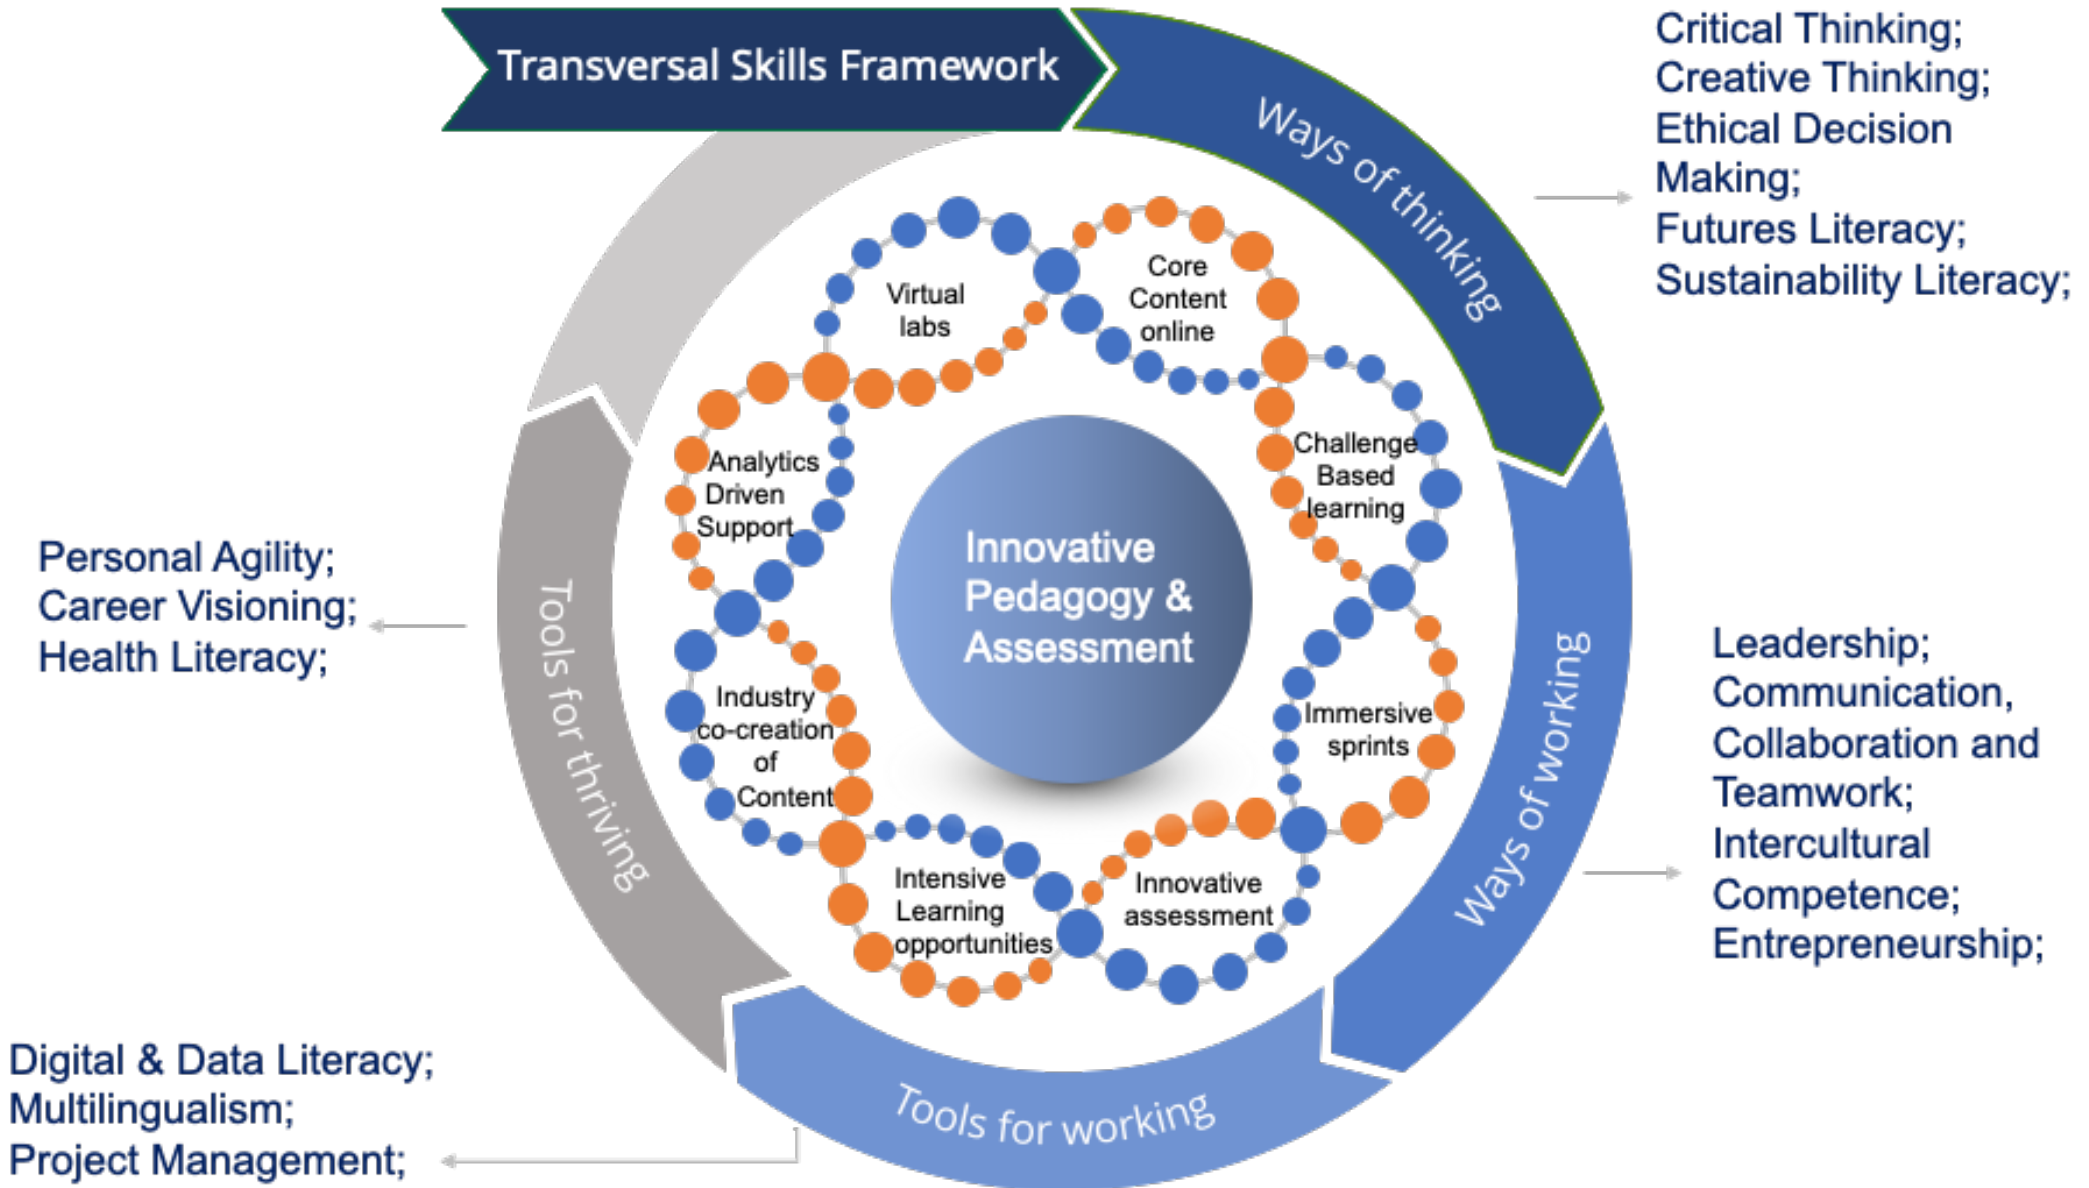 Transversal Skills Framework
Ways of thinking
Critical Thinking;
Creative Thinking;
Ethical Decision
Making;
Futures Literacy;
Sustainability Literacy;
Ways of working
Leadership;
Communication,
Collaboration and
Teamwork;
Intercultural
Competence;
Entrepreneurship;
Tools for working
Digital & Data Literacy;
Multilingualism;
Project Management;
Tools for thriving
Personal Agility;
Career Visioning;
Health Literacy;
Virtual
labs
Core
Content
online
Challenge
Based
learning
Immersive
sprints
Innovative
assessment
Intensive
Learning
opportunities
Industry
co-creation
of
Content
Analytics
Driven
Support
Innovative
Pedagogy &
Assessment